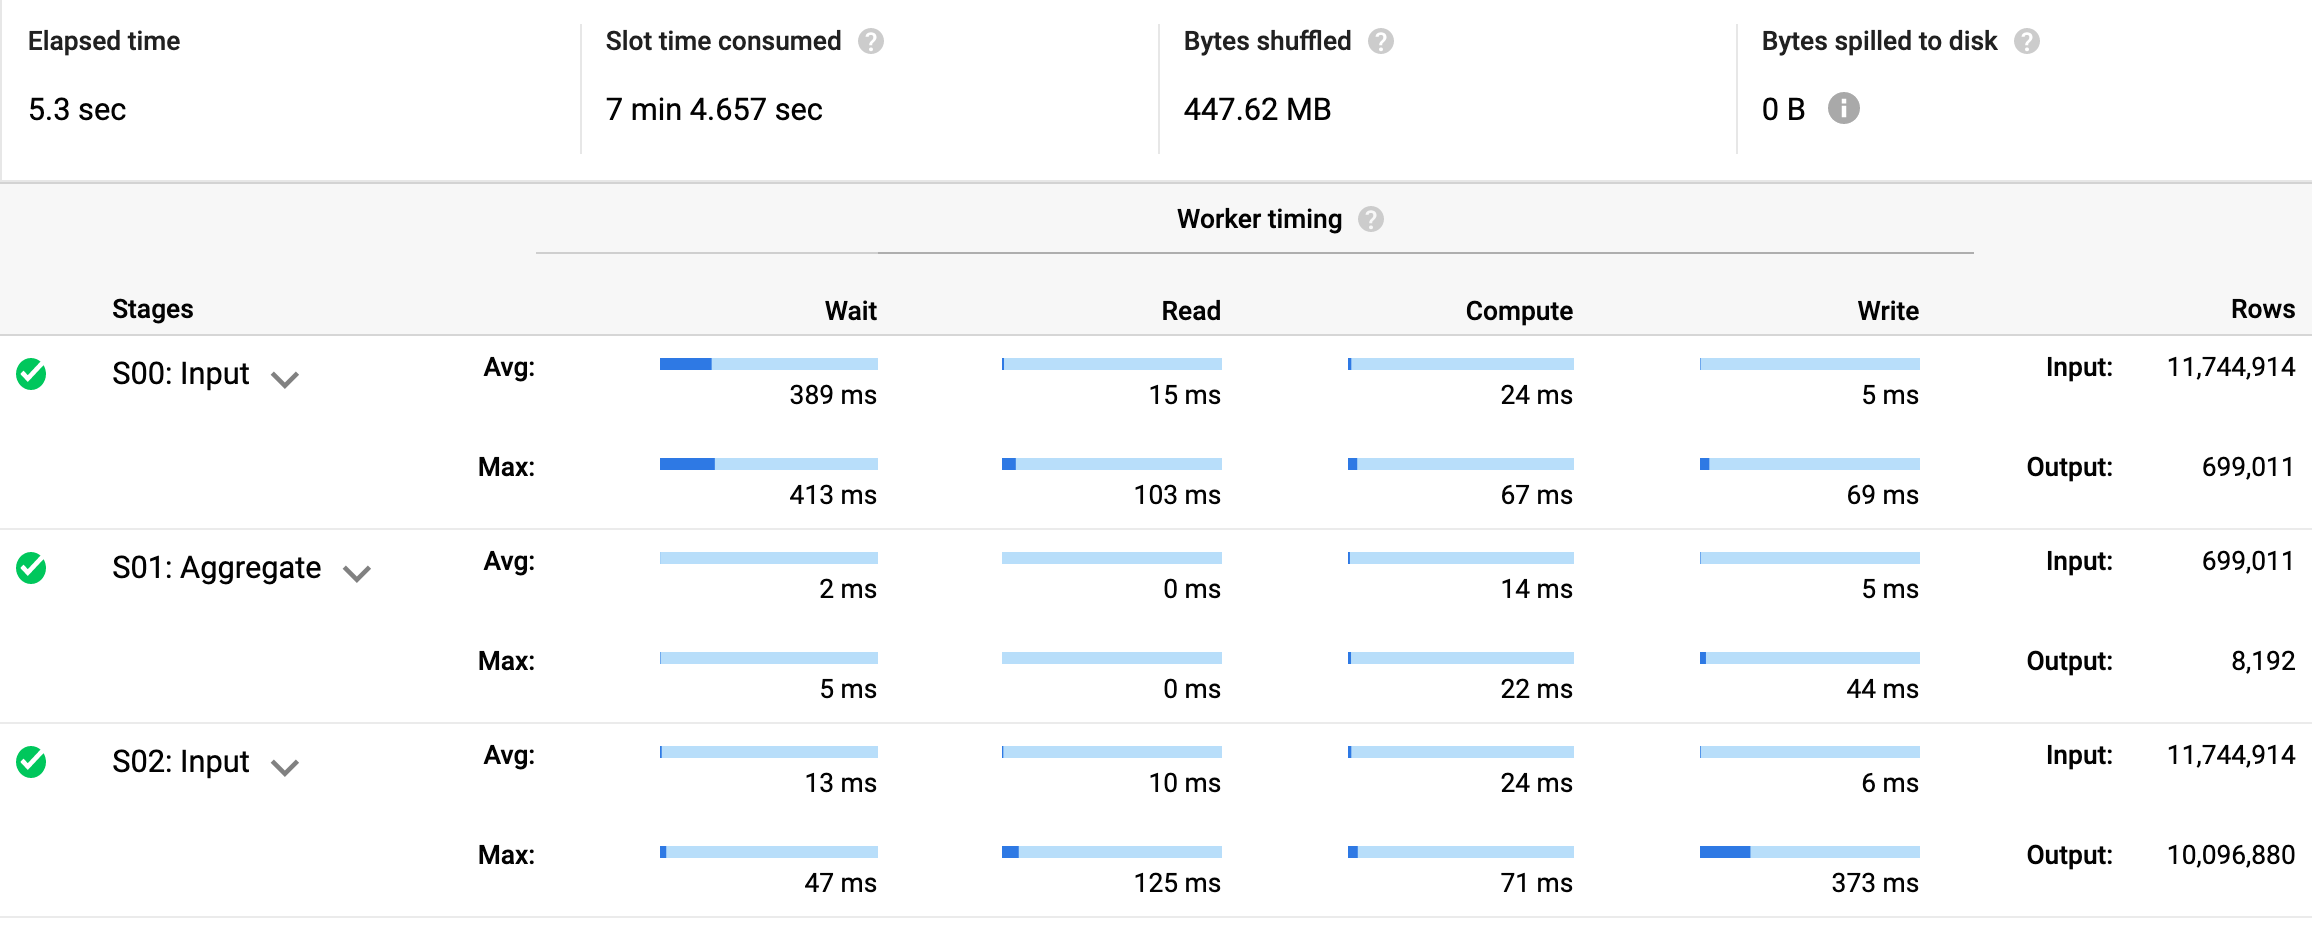 Elapsed time
5.3 sec
Slot time consumed ?
7 min 4.657 sec
Bytes shuffled ?
447.62 MB
Bytes spilled to disk ?
0 B i
Worker timing ?
Stages Wait Read Compute Write Rows
S00: Input Avg: 389 ms 15 ms 24 ms 5 ms Input: 11,744,914
Max: 413 ms 103 ms 67 ms 69 ms Output: 699,011
S01: Aggregate Avg: 2 ms 0 ms 14 ms 5 ms Input: 699,011
Max: 5 ms 0 ms 22 ms 44 ms Output: 8,192
S02: Input Avg: 13 ms 10 ms 24 ms 6 ms Input: 11,744,914
Max: 47 ms 125 ms 71 ms 373 ms Output: 10,096,880